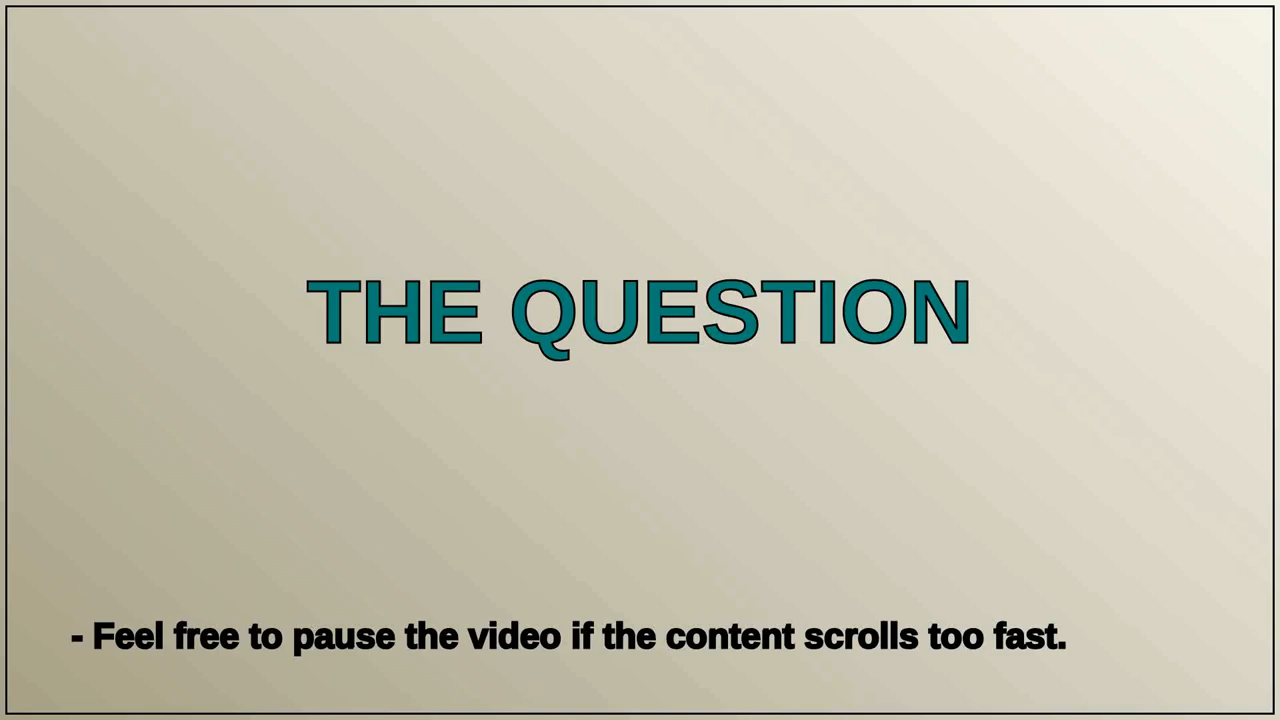 THE QUESTION
- Feel free to pause the video if the content scrolls too fast.